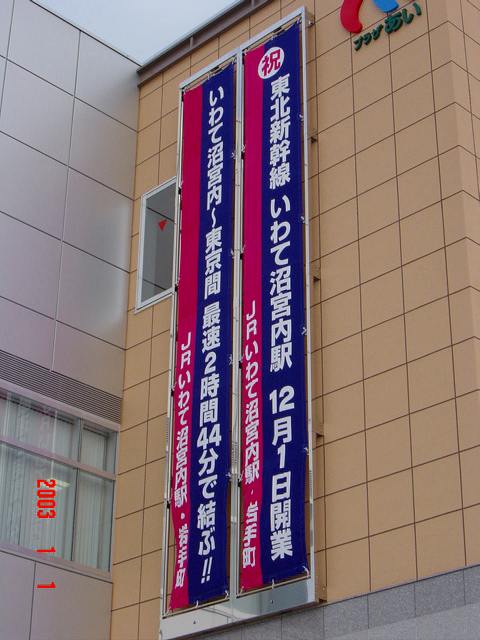 プラザあい
祝 東北新幹線 いわて沼宮内駅 12月1日開業
JRいわて沼宮内駅・岩手町
いわて沼宮内～東京間 最速2時間44分で結ぶ!!
JRいわて沼宮内駅・岩手町
2003 1 1